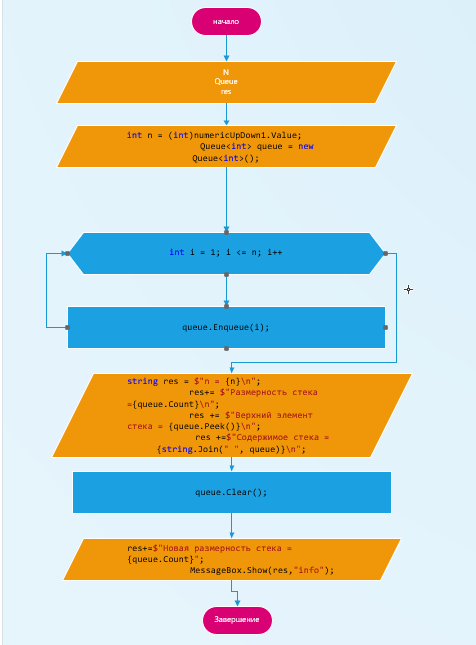 начало
N
Queue
res
int n = (int)numericUpDown1.Value;
Queue<int> queue = new
Queue<int>();
int i = 1; i <= n; i++
queue.Enqueue(i);
string res = $"n = {n}\n";
res+= $"Размерность стека
={queue.Count}\n";
res += $"Верхний элемент
стека = {queue.Peek()}\n";
res +=$"Содержимое стека =
{string.Join(" ", queue)}\n";
queue.Clear();
res+=$"Новая размерность стека =
{queue.Count}";
MessageBox.Show(res,"info");
Завершение